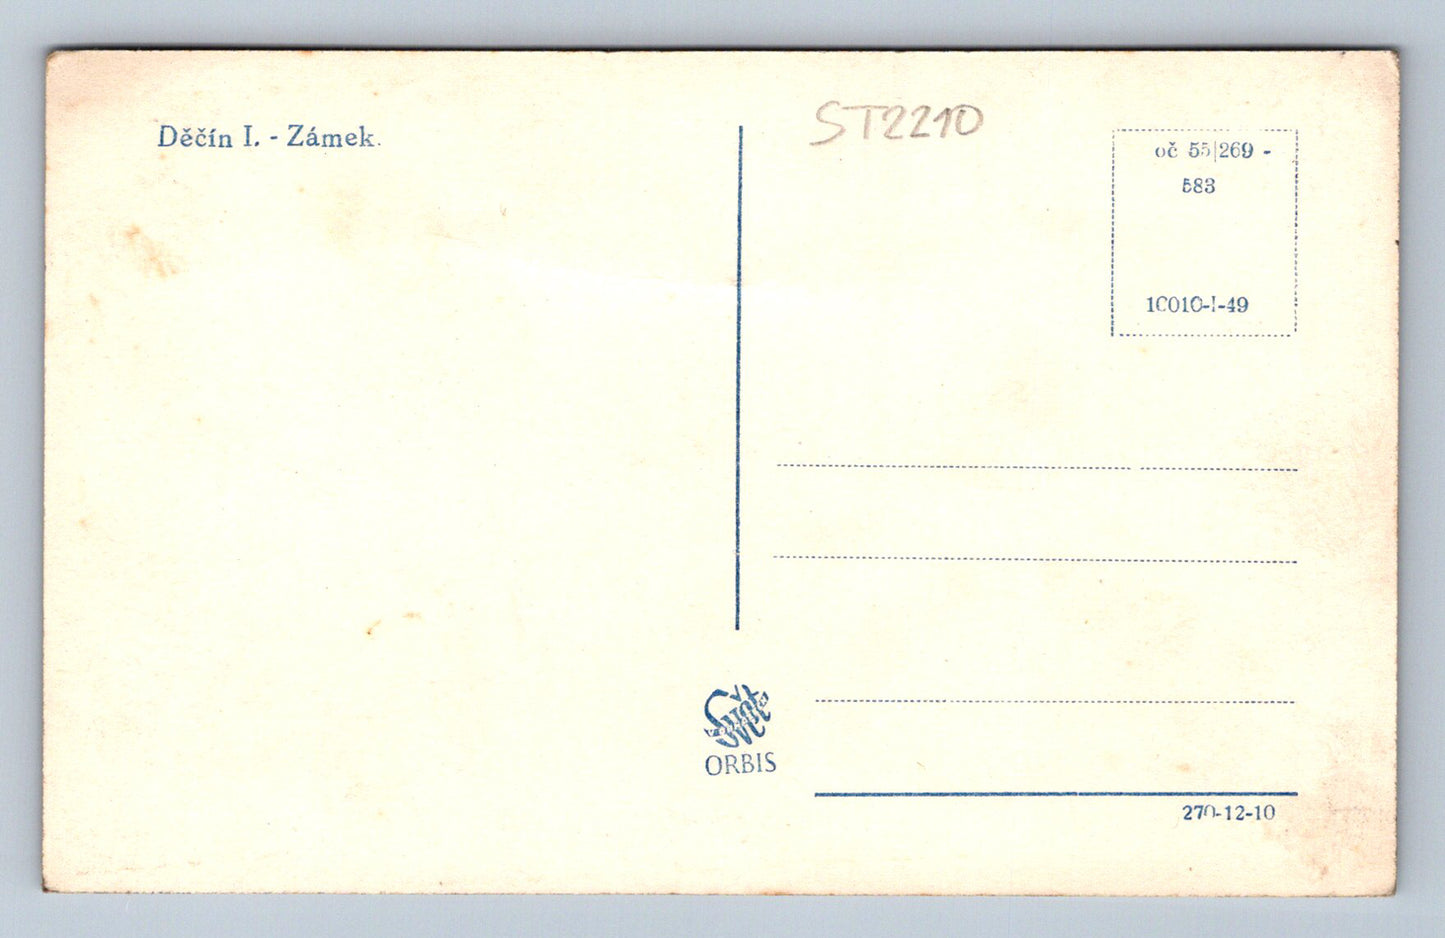 Děčín I. - Zámek.
ST2210
oč 55|269 -
583
10010-I-49
Svět
ORBIS
270-12-10